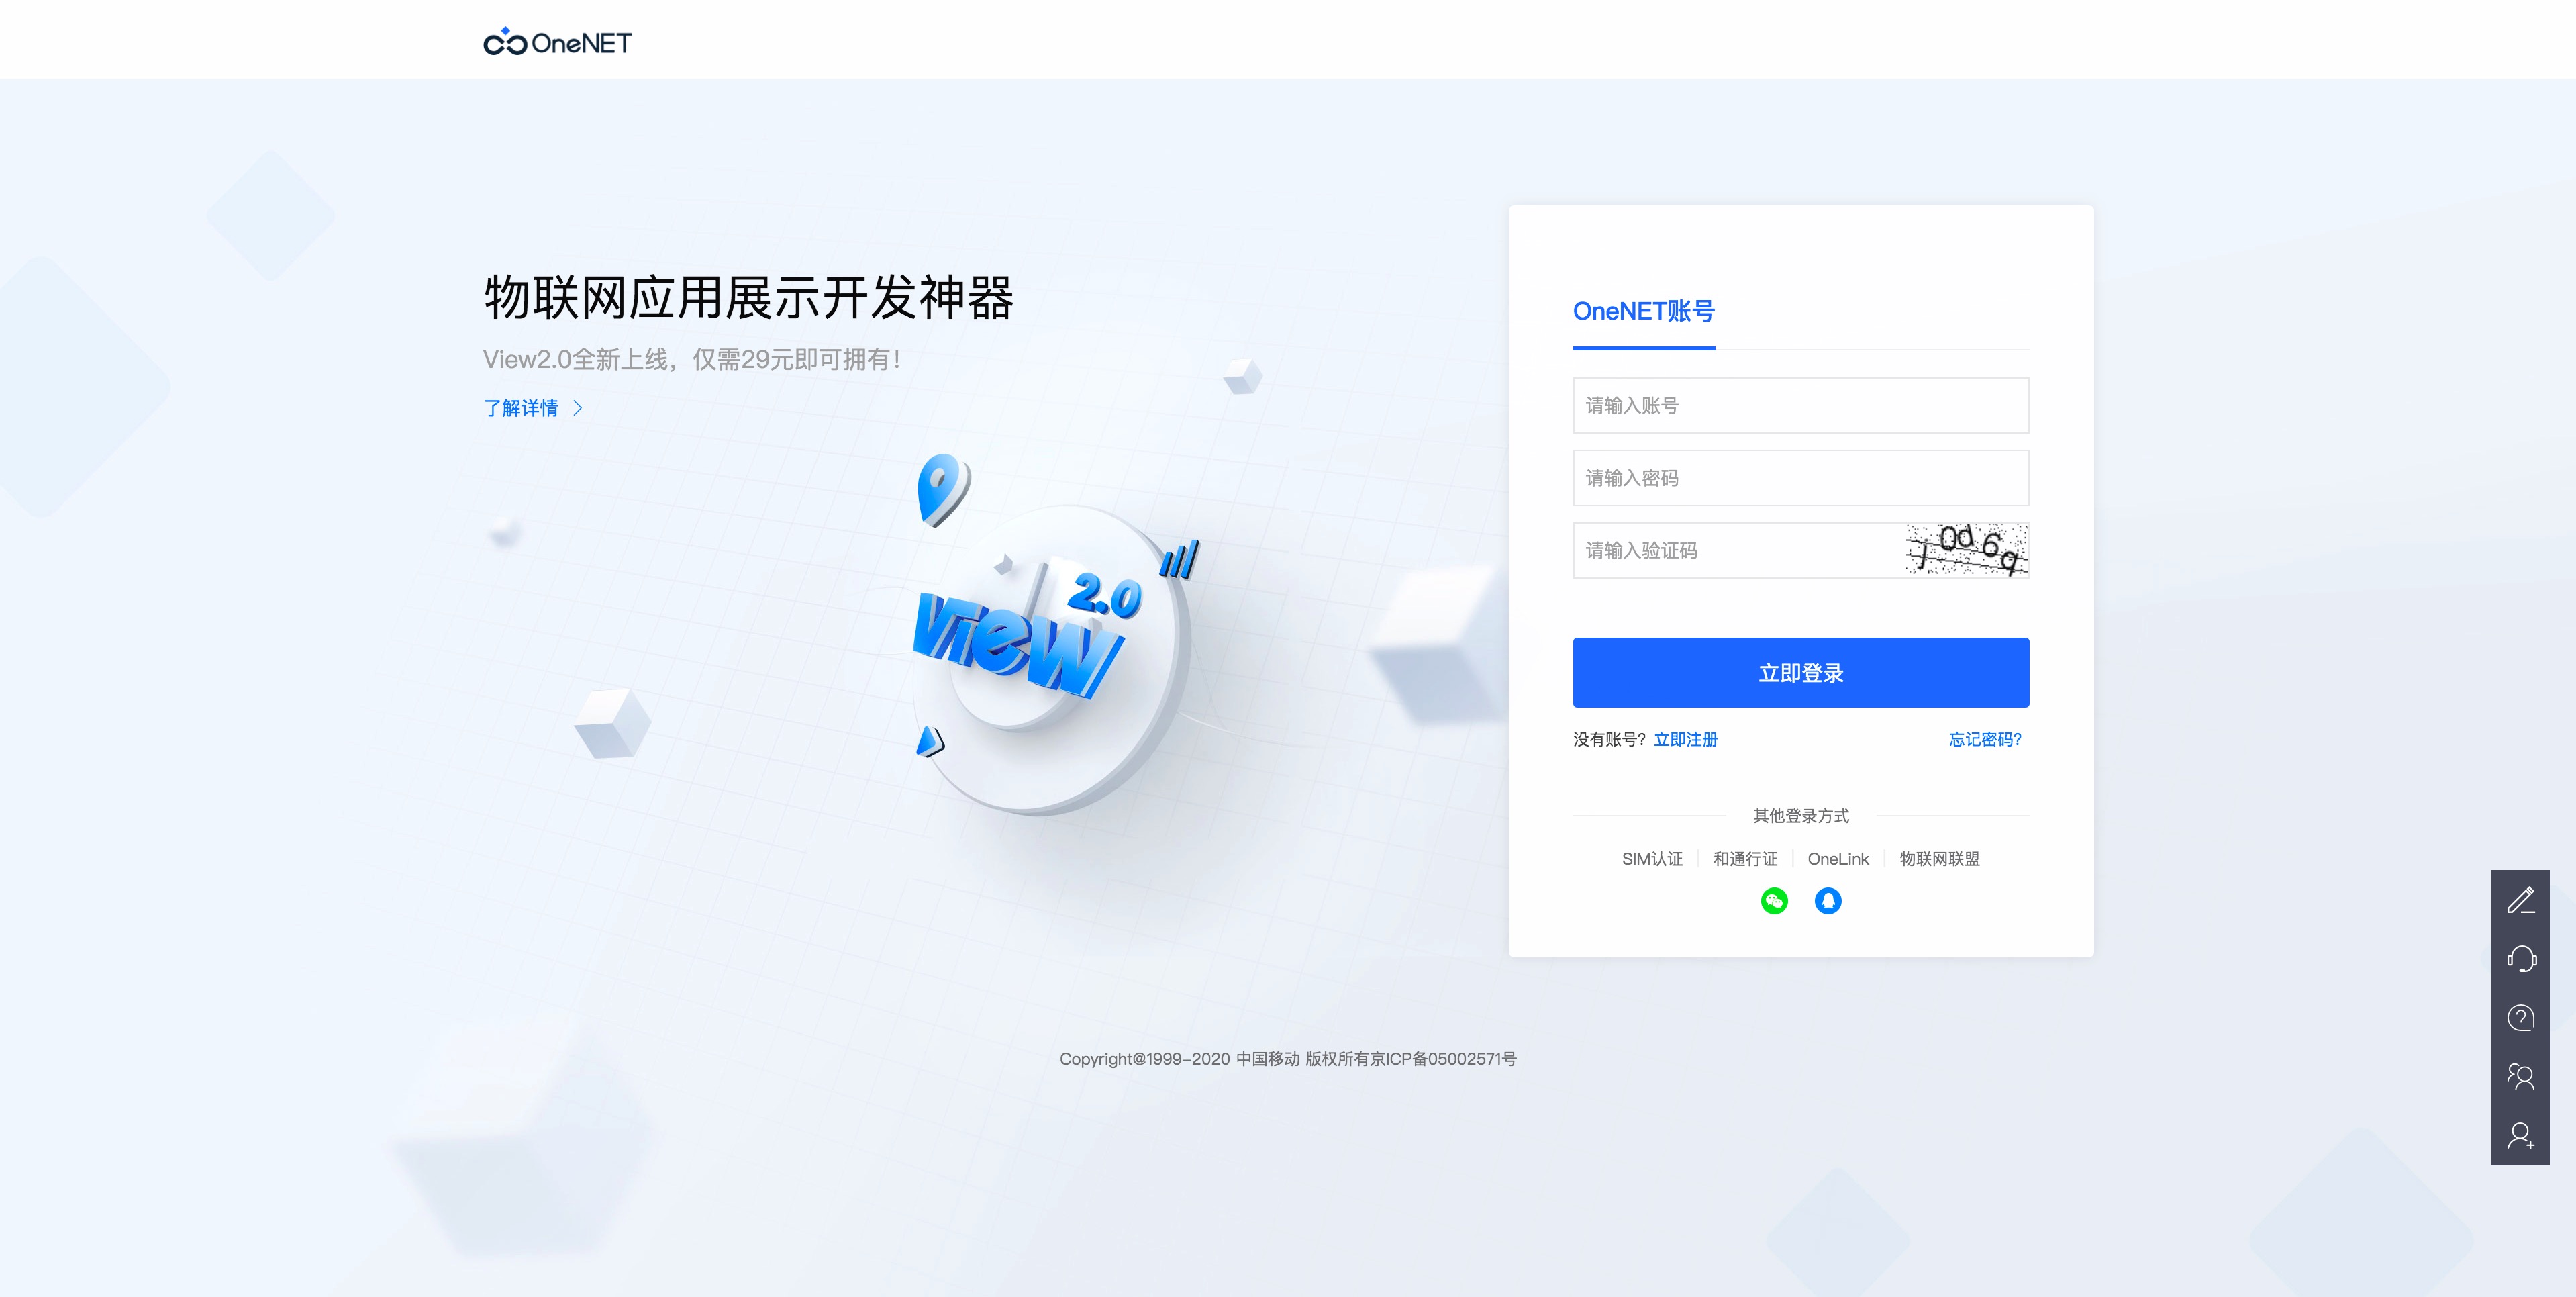 OneNET
物联网应用展示开发神器
View2.0全新上线，仅需29元即可拥有！
了解详情
2.0
View
OneNET账号
请输入账号
请输入密码
请输入验证码
j0d6q
立即登录
没有账号？ 立即注册 忘记密码?
其他登录方式
SIM认证 和通行证 OneLink 物联网联盟
Copyright@1999-2020 中国移动 版权所有京ICP备05002571号